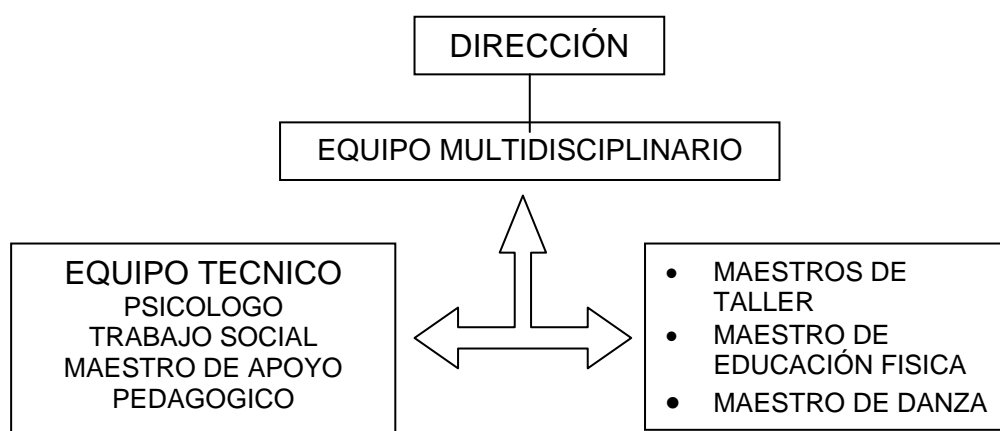 DIRECCIÓN
EQUIPO MULTIDISCIPLINARIO
EQUIPO TECNICO
PSICOLOGO
TRABAJO SOCIAL
MAESTRO DE APOYO
PEDAGOGICO
• MAESTROS DE
TALLER
• MAESTRO DE
EDUCACIÓN FISICA
• MAESTRO DE DANZA